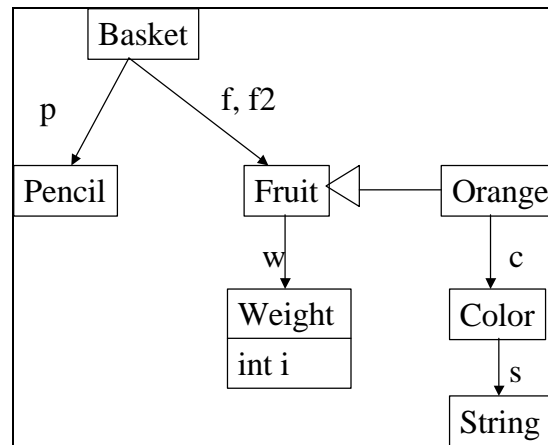 Basket
p
f, f2
Pencil
Fruit
Orange
w
c
Weight
Color
int i
s
String